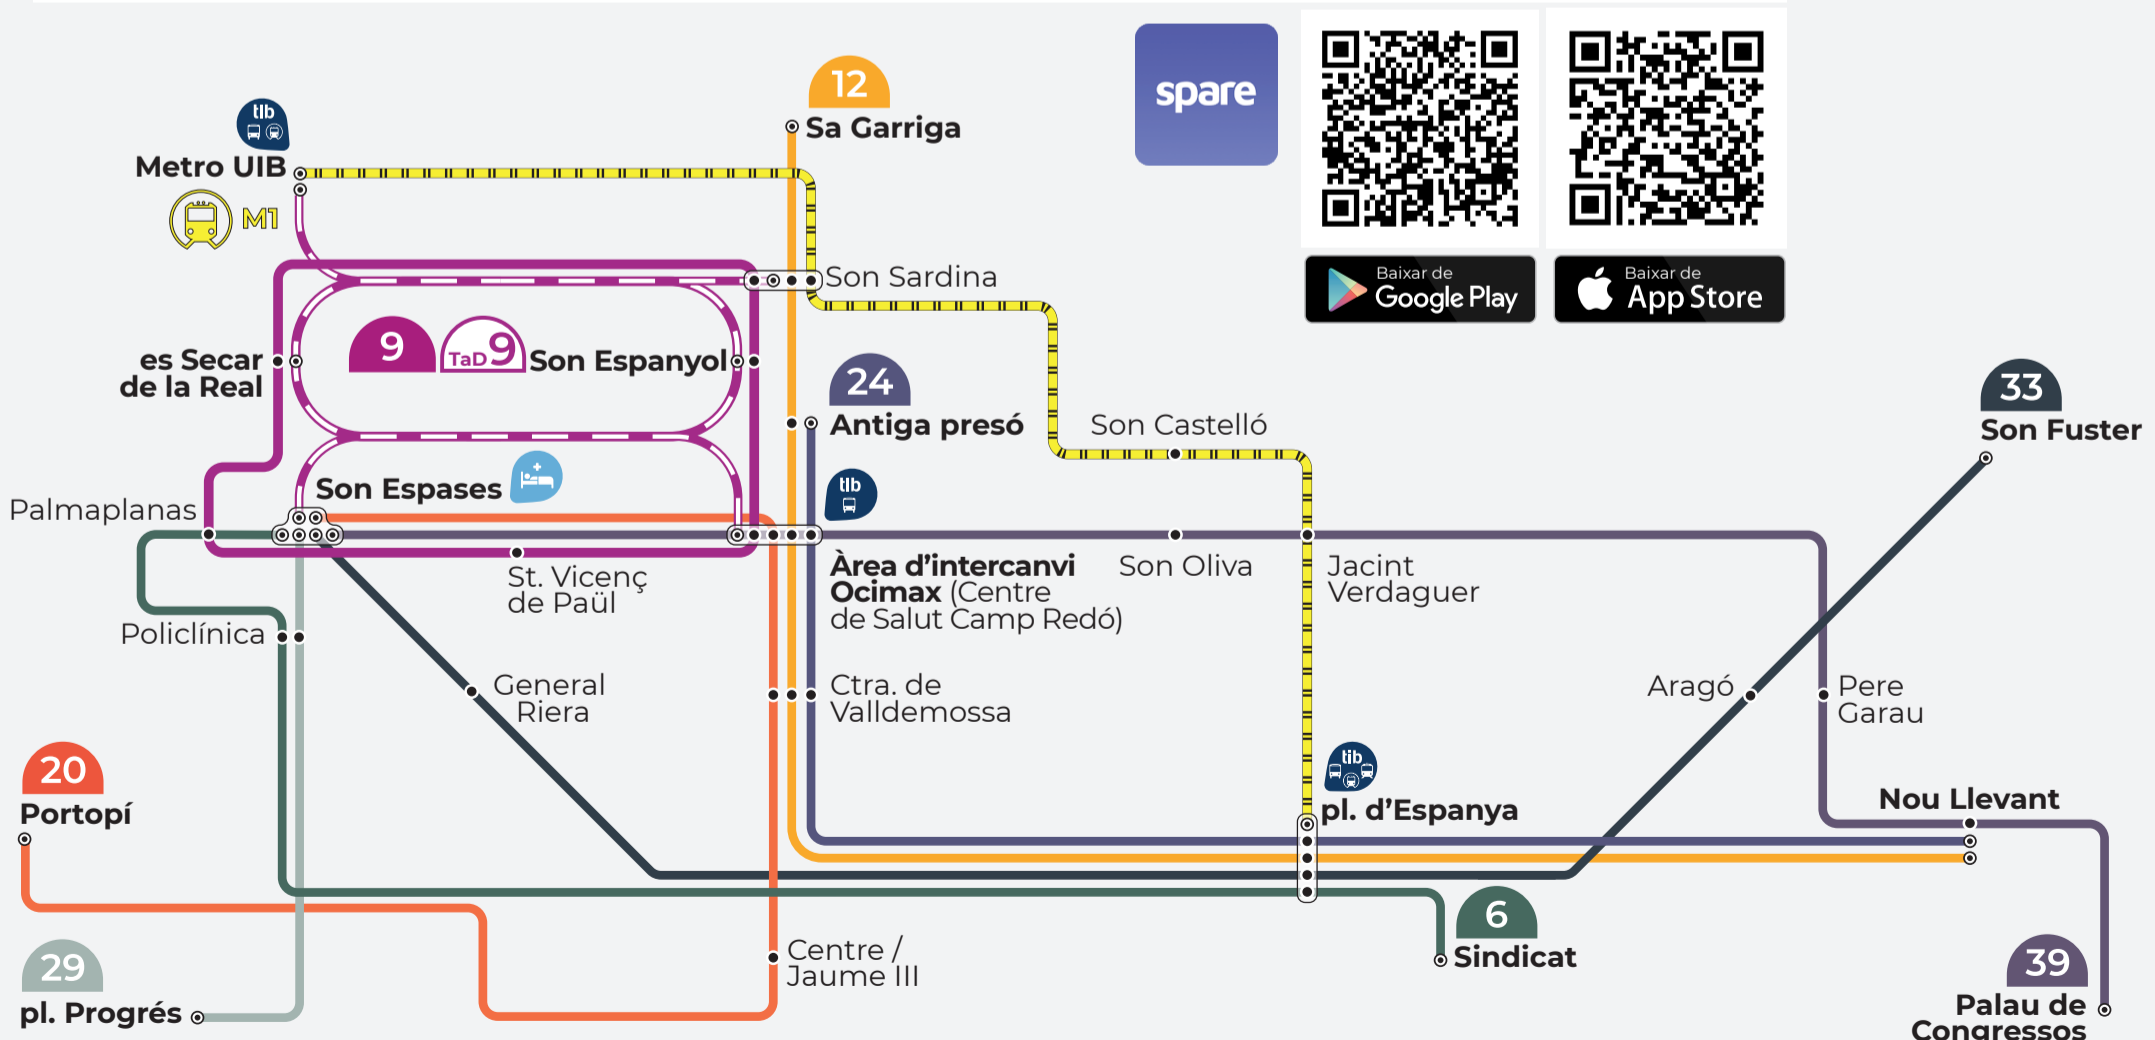 12
Sa Garriga
spare
tib
Metro UIB
M1
Son Sardina
Baixar de
Google Play
Baixar de
App Store
es Secar
de la Real
9
TaD 9
Son Espanyol
24
Antiga presó
Son Castelló
33
Son Fuster
Son Espases
tib
Palmaplanas
St. Vicenç
de Paül
Àrea d'intercanvi
Ocimax (Centre
de Salut Camp Redó)
Son Oliva
Jacint
Verdaguer
Policlínica
General
Riera
Ctra. de
Valldemossa
Aragó
Pere
Garau
20
Portopí
tib
pl. d'Espanya
Nou Llevant
6
Sindicat
Centre /
Jaume III
29
pl. Progrés
39
Palau de
Congressos